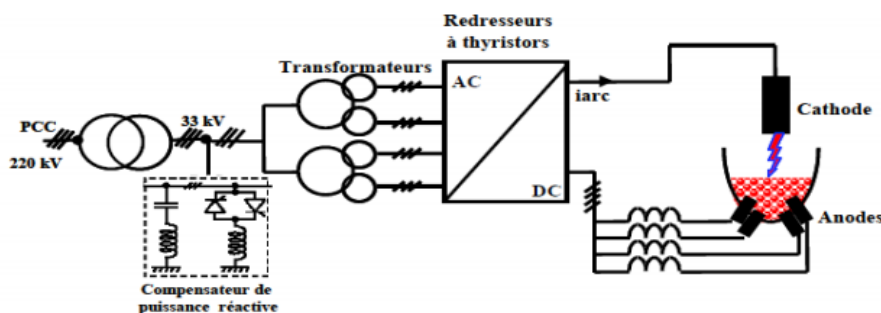 Redresseurs
à thyristors
Transformateurs
AC
iarc
Cathode
PCC
33 kV
220 kV
DC
Anodes
Compensateur de
puissance réactive